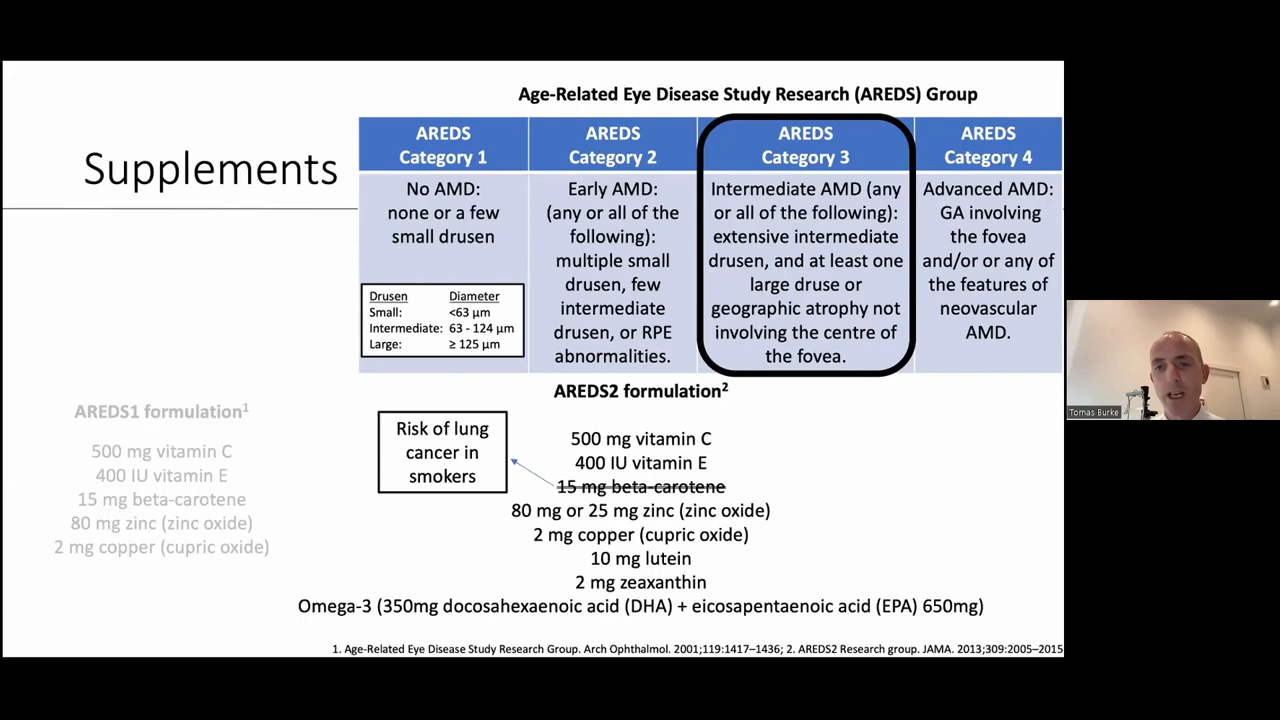 Age-Related Eye Disease Study Research (AREDS) Group
Supplements
AREDS
Category 1
AREDS
Category 2
AREDS
Category 3
AREDS
Category 4
No AMD:
none or a few
small drusen
Drusen Diameter
Small: <63 µm
Intermediate: 63 - 124 µm
Large: ≥ 125 µm
Early AMD:
(any or all of the
following):
multiple small
drusen, few
intermediate
drusen, or RPE
abnormalities.
Intermediate AMD (any
or all of the following):
extensive intermediate
drusen, and at least one
large druse or
geographic atrophy not
involving the centre of
the fovea.
Advanced AMD:
GA involving
the fovea
and/or or any of
the features of
neovascular
AMD.
AREDS1 formulation¹
500 mg vitamin C
400 IU vitamin E
15 mg beta-carotene
80 mg zinc (zinc oxide)
2 mg copper (cupric oxide)
AREDS2 formulation²
Risk of lung
cancer in
smokers
500 mg vitamin C
400 IU vitamin E
15 mg beta-carotene
80 mg or 25 mg zinc (zinc oxide)
2 mg copper (cupric oxide)
10 mg lutein
2 mg zeaxanthin
Omega-3 (350mg docosahexaenoic acid (DHA) + eicosapentaenoic acid (EPA) 650mg)
1. Age-Related Eye Disease Study Research Group. Arch Ophthalmol. 2001;119:1417–1436; 2. AREDS2 Research group. JAMA. 2013;309:2005–2015
Tomas Burke